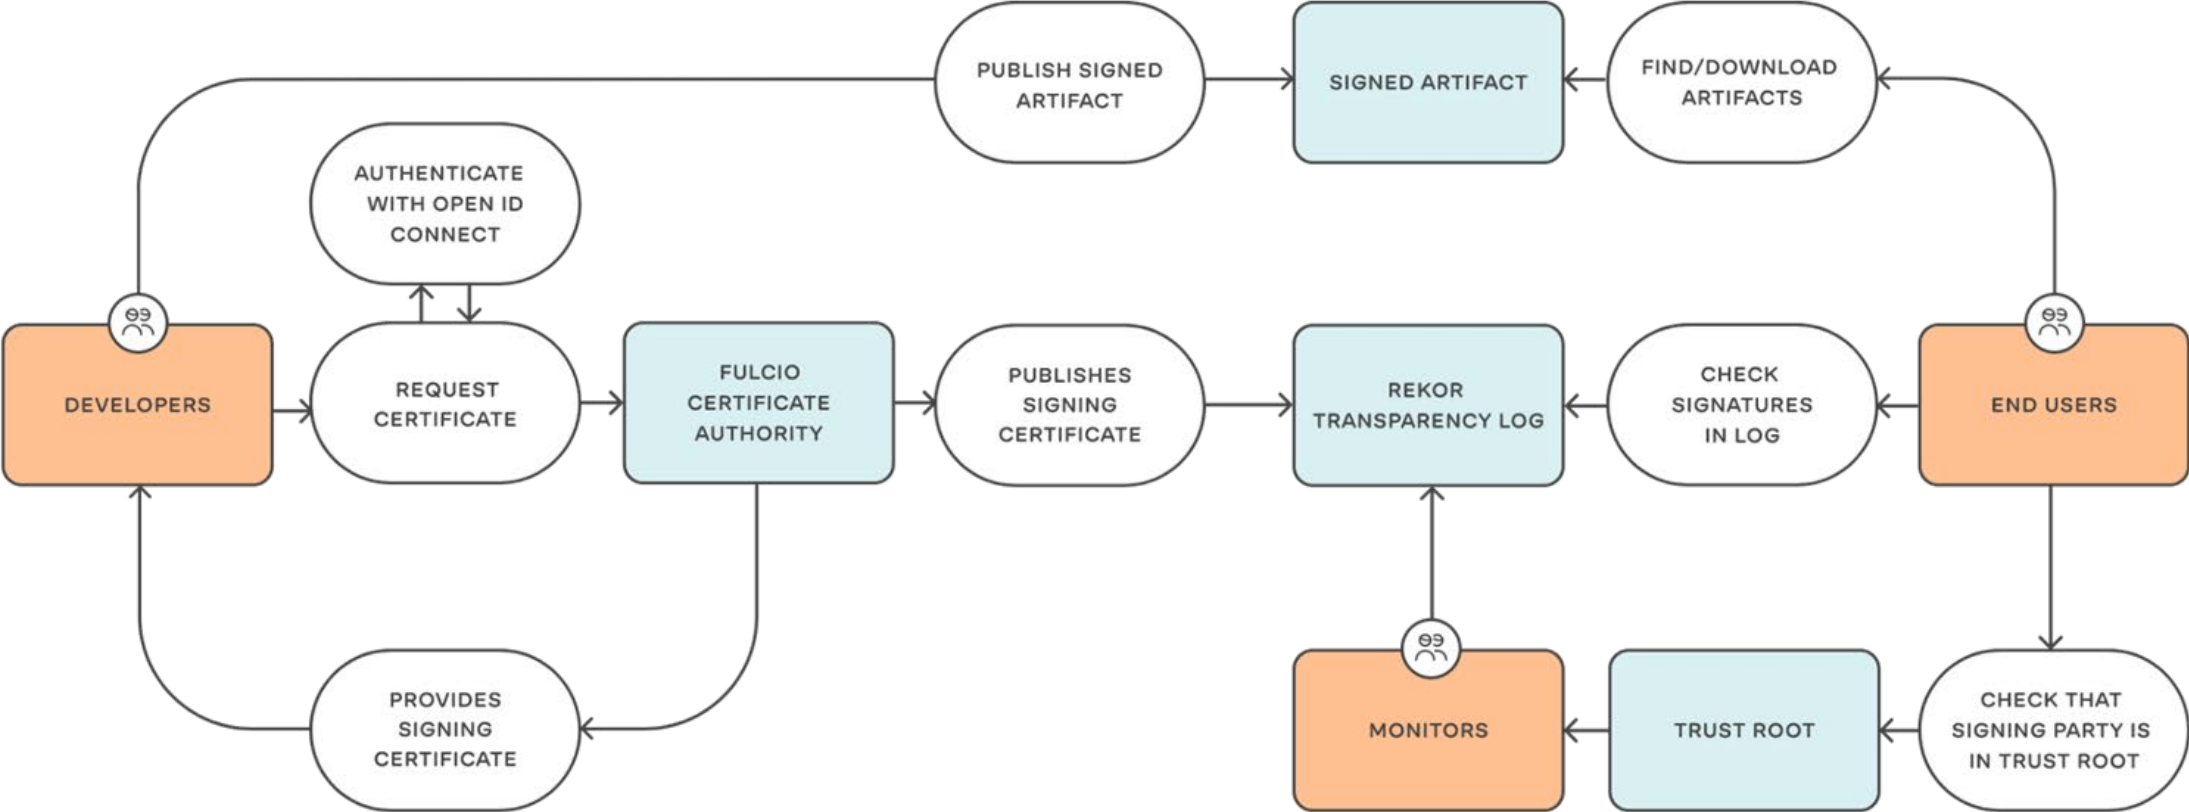 PUBLISH SIGNED
ARTIFACT
SIGNED ARTIFACT
FIND/DOWNLOAD
ARTIFACTS
AUTHENTICATE
WITH OPEN ID
CONNECT
DEVELOPERS
REQUEST
CERTIFICATE
FULCIO
CERTIFICATE
AUTHORITY
PUBLISHES
SIGNING
CERTIFICATE
REKOR
TRANSPARENCY LOG
CHECK
SIGNATURES
IN LOG
END USERS
PROVIDES
SIGNING
CERTIFICATE
MONITORS
TRUST ROOT
CHECK THAT
SIGNING PARTY IS
IN TRUST ROOT